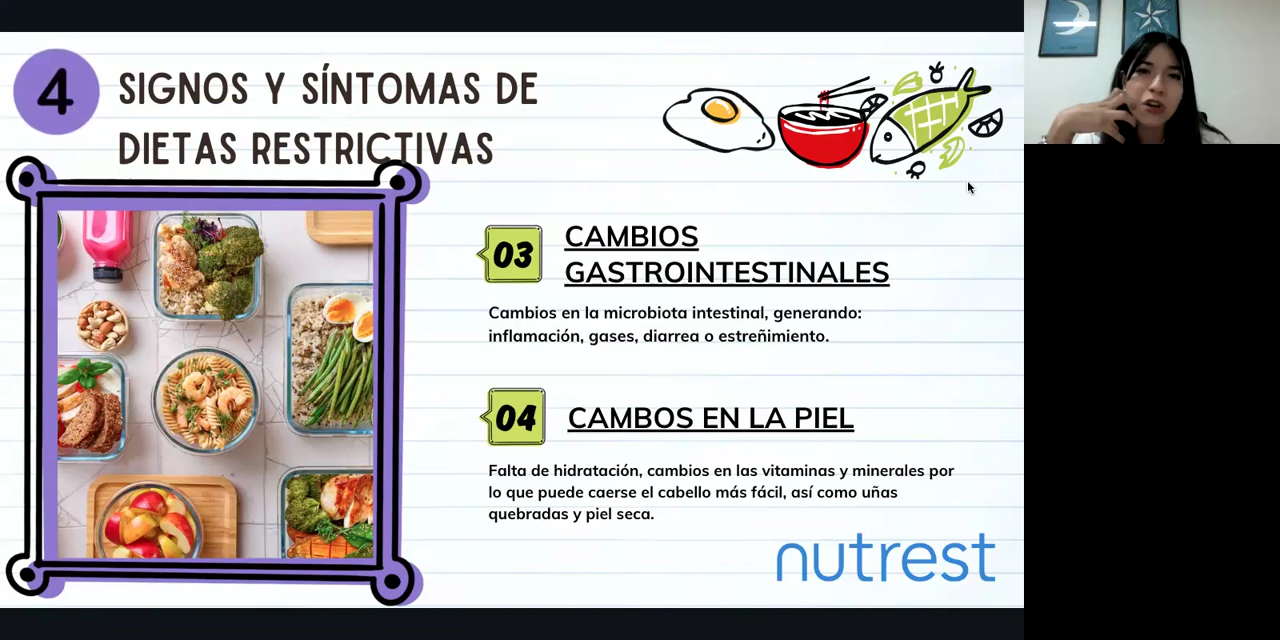 4
SIGNOS Y SÍNTOMAS DE
DIETAS RESTRICTIVAS
03
CAMBIOS
GASTROINTESTINALES
Cambios en la microbiota intestinal, generando:
inflamación, gases, diarrea o estreñimiento.
04
CAMBOS EN LA PIEL
Falta de hidratación, cambios en las vitaminas y minerales por
lo que puede caerse el cabello más fácil, así como uñas
quebradas y piel seca.
nutrest